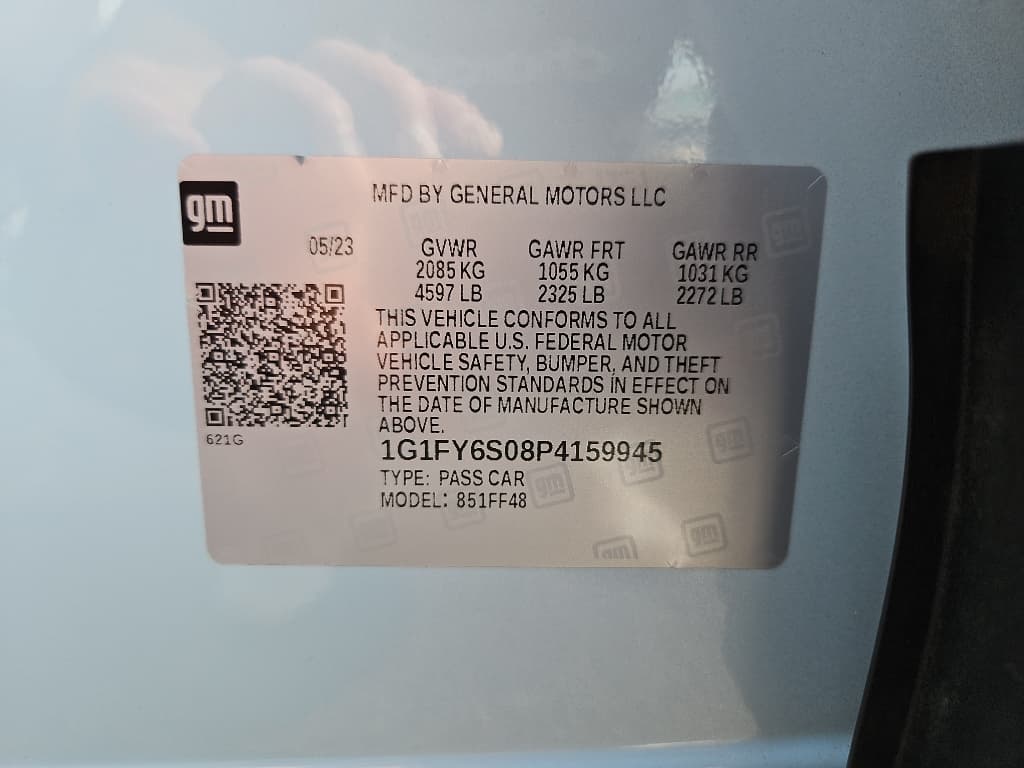 gm
MFD BY GENERAL MOTORS LLC
05/23 GVWR GAWR FRT GAWR RR
2085 KG 1055 KG 1031 KG
4597 LB 2325 LB 2272 LB
THIS VEHICLE CONFORMS TO ALL
APPLICABLE U.S. FEDERAL MOTOR
VEHICLE SAFETY, BUMPER, AND THEFT
PREVENTION STANDARDS IN EFFECT ON
THE DATE OF MANUFACTURE SHOWN
ABOVE.
621G
1G1FY6S08P4159945
TYPE: PASS CAR
MODEL: 851FF48